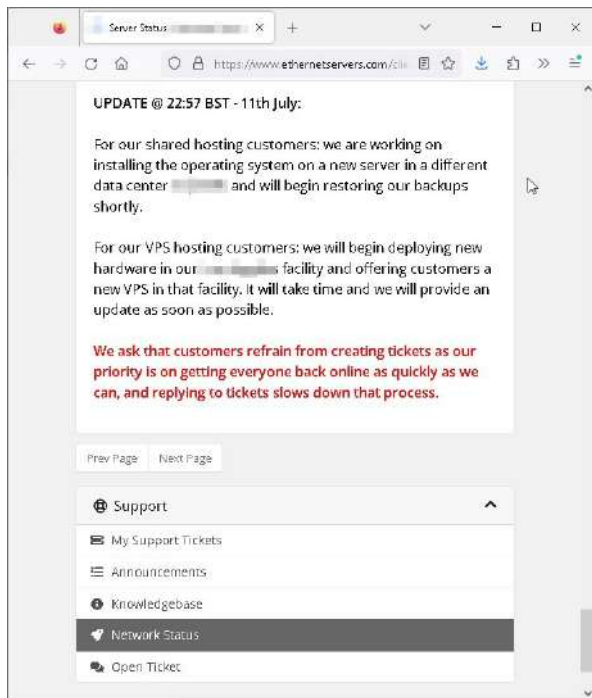 Server Status
https://www.ethernetservers.com/clie
UPDATE @ 22:57 BST - 11th July:
For our shared hosting customers: we are working on
installing the operating system on a new server in a different
data center and will begin restoring our backups
shortly.
For our VPS hosting customers: we will begin deploying new
hardware in our facility and offering customers a
new VPS in that facility. It will take time and we will provide an
update as soon as possible.
We ask that customers refrain from creating tickets as our
priority is on getting everyone back online as quickly as we
can, and replying to tickets slows down that process.
Prev Page Next Page
Support
My Support Tickets
Announcements
Knowledgebase
Network Status
Open Ticket